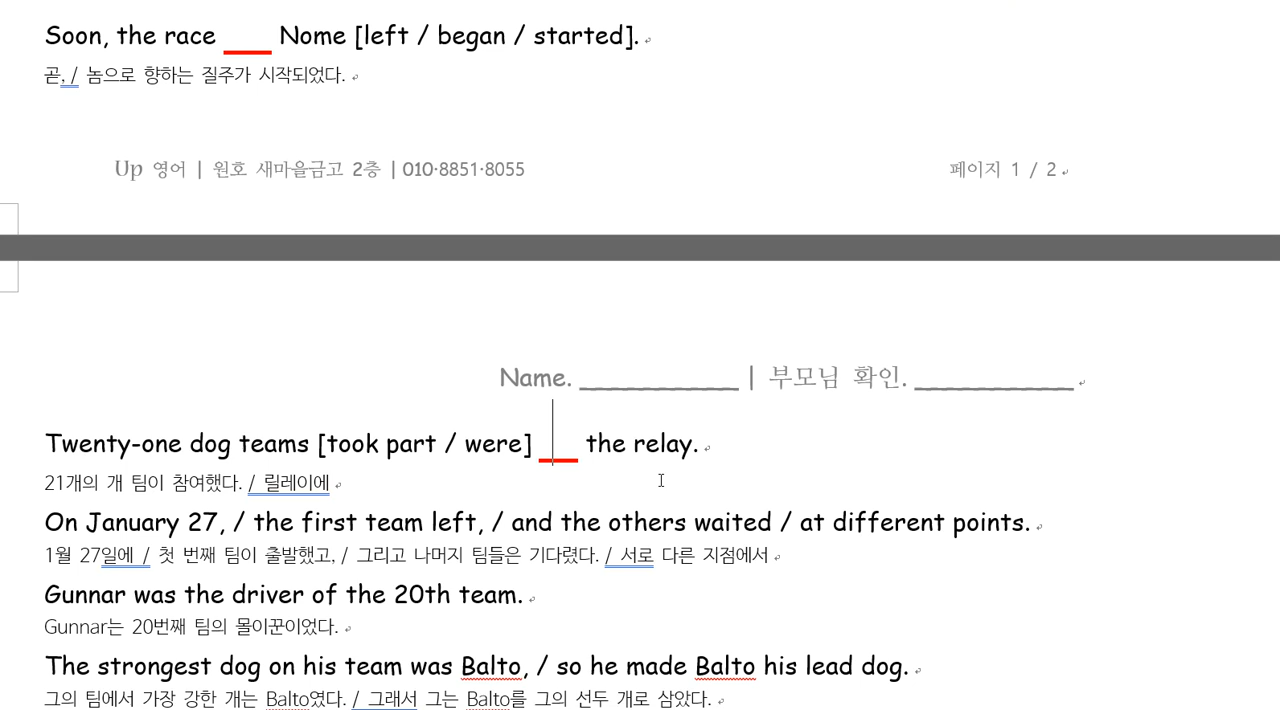 Soon, the race ___ Nome [left / began / started].
곧, / 놈으로 향하는 질주가 시작되었다.
Up 영어 | 원호 새마을금고 2층 | 010·8851·8055 페이지 1 / 2
Name. __________ | 부모님 확인. __________
Twenty-one dog teams [took part / were] ___ the relay.
21개의 개 팀이 참여했다. / 릴레이에
On January 27, / the first team left, / and the others waited / at different points.
1월 27일에 / 첫 번째 팀이 출발했고, / 그리고 나머지 팀들은 기다렸다. / 서로 다른 지점에서
Gunnar was the driver of the 20th team.
Gunnar는 20번째 팀의 몰이꾼이었다.
The strongest dog on his team was Balto, / so he made Balto his lead dog.
그의 팀에서 가장 강한 개는 Balto였다. / 그래서 그는 Balto를 그의 선두 개로 삼았다.